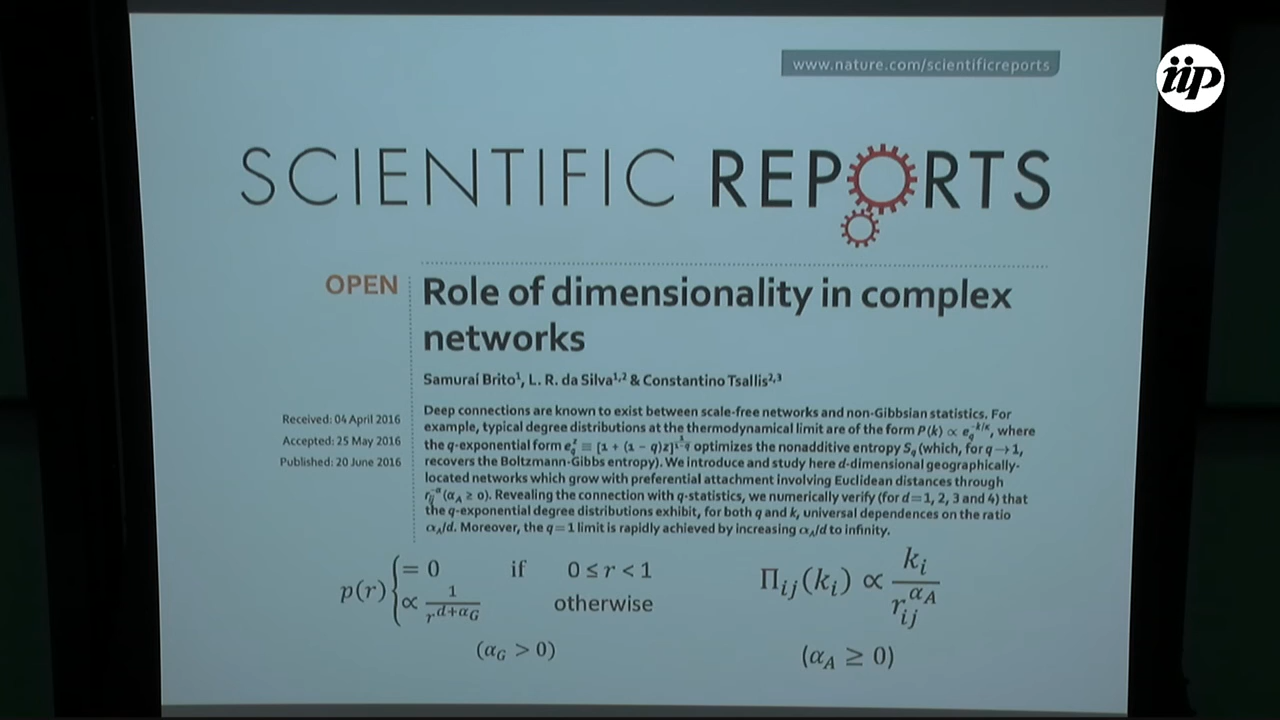 www.nature.com/scientificreports
iip
SCIENTIFIC REPORTS
OPEN
Role of dimensionality in complex
networks
Samuraí Brito¹, L. R. da Silva¹,² & Constantino Tsallis²,³
Received: 04 April 2016
Accepted: 25 May 2016
Published: 20 June 2016
Deep connections are known to exist between scale-free networks and non-Gibbsian statistics. For
example, typical degree distributions at the thermodynamical limit are of the form P(k) ∝ e_q^{-k/κ}, where
the q-exponential form e_q^z ≡ [1 + (1 − q)z]^{1/(1−q)} optimizes the nonadditive entropy S_q (which, for q → 1,
recovers the Boltzmann-Gibbs entropy). We introduce and study here d-dimensional geographically-
located networks which grow with preferential attachment involving Euclidean distances through
r_{ij}^{-α_A} (α_A ≥ 0). Revealing the connection with q-statistics, we numerically verify (for d = 1, 2, 3 and 4) that
the q-exponential degree distributions exhibit, for both q and k, universal dependences on the ratio
α_A/d. Moreover, the q = 1 limit is rapidly achieved by increasing α_A/d to infinity.
p(r) { = 0 if 0 ≤ r < 1
∝ 1/r^{d+α_G} otherwise
(α_G > 0)
Π_{ij}(k_i) ∝ k_i / r_{ij}^{α_A}
(α_A ≥ 0)